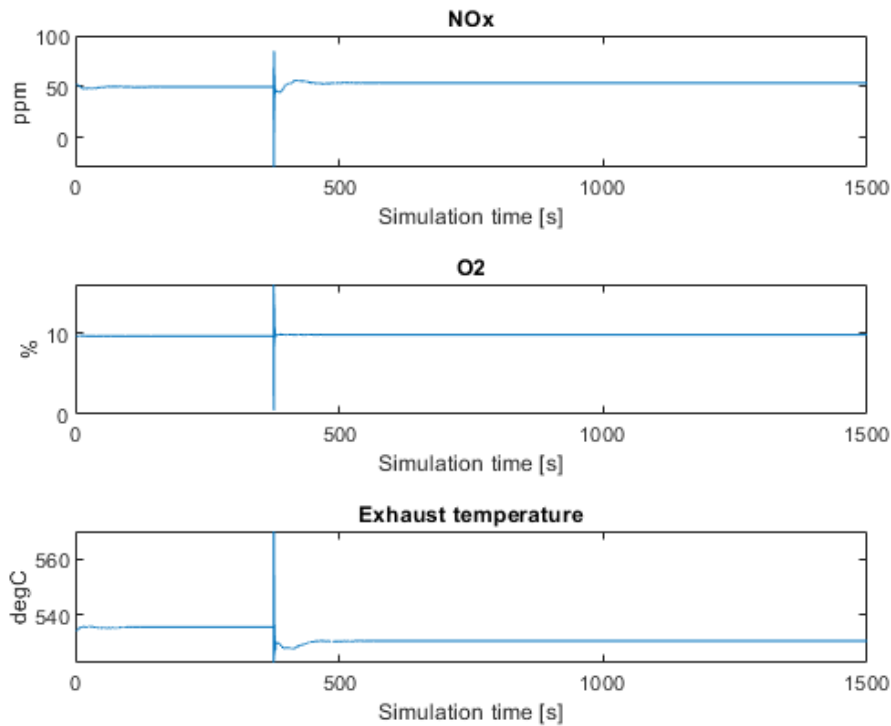 NOx
100
50
0
ppm
0 500 1000 1500
Simulation time [s]
O2
10
0
%
0 500 1000 1500
Simulation time [s]
Exhaust temperature
560
540
degC
0 500 1000 1500
Simulation time [s]